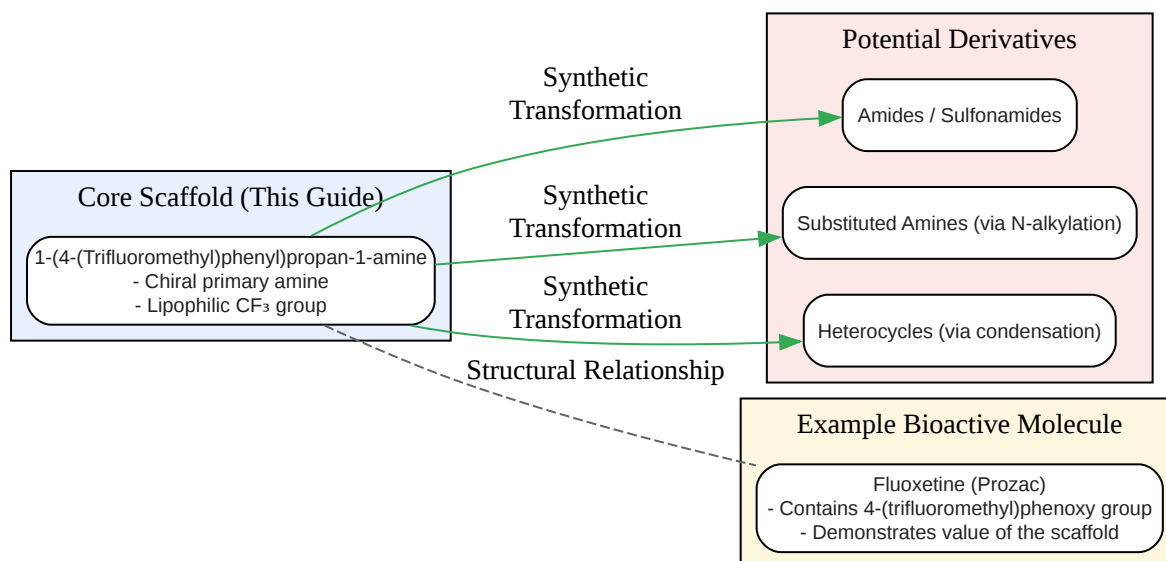 Potential Derivatives
Synthetic
Transformation
Amides / Sulfonamides
Core Scaffold (This Guide)
1-(4-(Trifluoromethyl)phenyl)propan-1-amine
- Chiral primary amine
- Lipophilic CF₃ group
Synthetic
Transformation
Substituted Amines (via N-alkylation)
Synthetic
Transformation
Heterocycles (via condensation)
Structural Relationship
Example Bioactive Molecule
Fluoxetine (Prozac)
- Contains 4-(trifluoromethyl)phenoxy group
- Demonstrates value of the scaffold